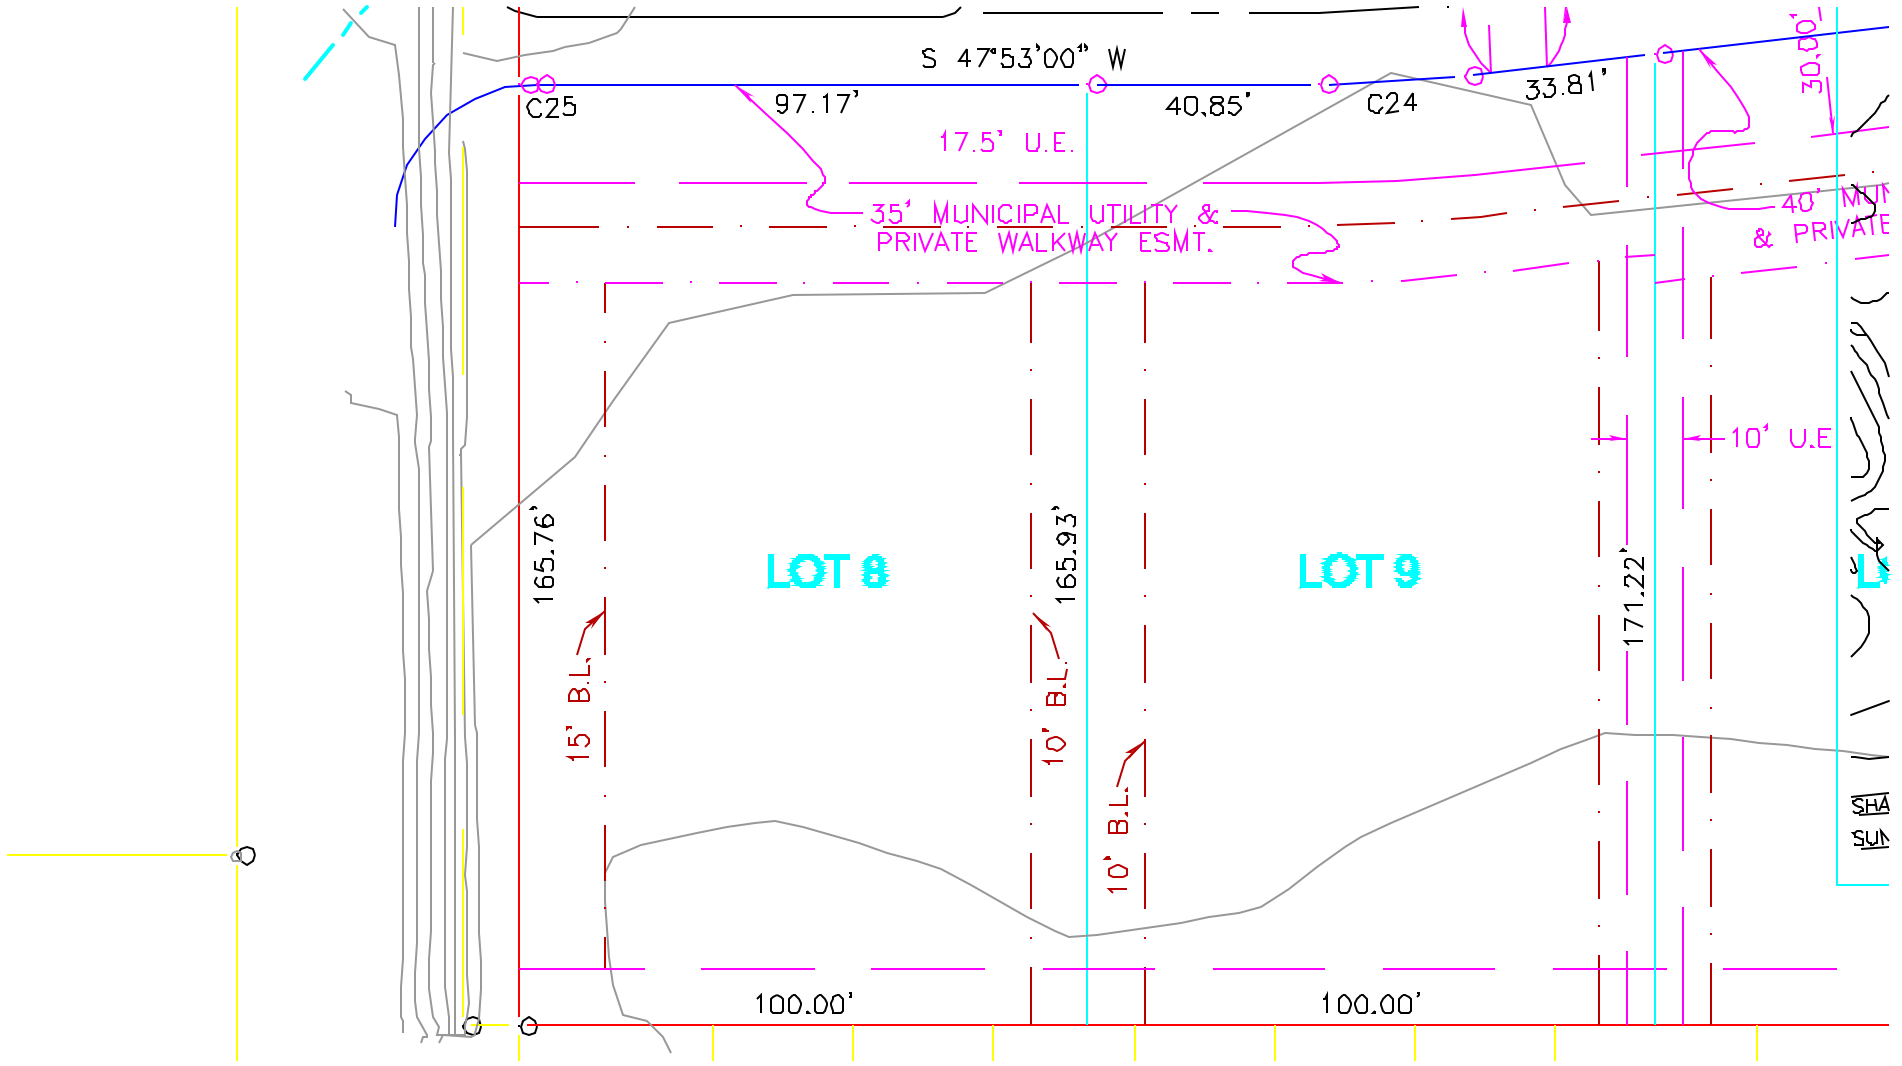 S 47°53'00" W
C25
97.17'
40.85'
C24
33.81'
30.00'
17.5' U.E.
35' MUNICIPAL UTILITY &
PRIVATE WALKWAY ESMT.
40'
& PRIVATE
10' U.E
165.76'
165.93'
171.22'
LOT 8
LOT 9
15' B.L.
10' B.L.
10' B.L.
100.00'
100.00'